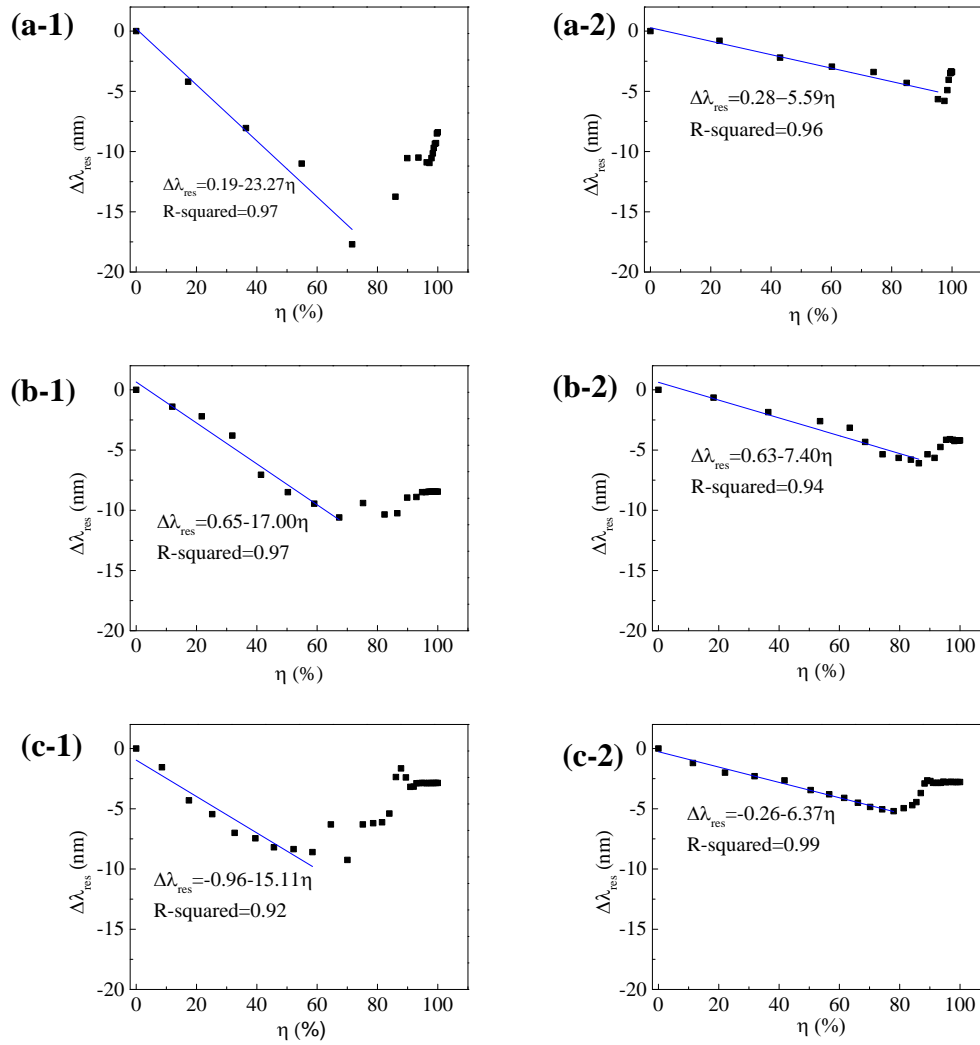 (a-1)
0
-5
-10
-15
-20
Δλres (nm)
Δλres=0.19-23.27η
R-squared=0.97
0 20 40 60 80 100
η (%)
(a-2)
0
-5
-10
-15
-20
Δλres (nm)
Δλres=0.28−5.59η
R-squared=0.96
0 20 40 60 80 100
η (%)
(b-1)
0
-5
-10
-15
-20
Δλres (nm)
Δλres=0.65-17.00η
R-squared=0.97
0 20 40 60 80 100
η (%)
(b-2)
0
-5
-10
-15
-20
Δλres (nm)
Δλres=0.63-7.40η
R-squared=0.94
0 20 40 60 80 100
η (%)
(c-1)
0
-5
-10
-15
-20
Δλres (nm)
Δλres=-0.96-15.11η
R-squared=0.92
0 20 40 60 80 100
η (%)
(c-2)
0
-5
-10
-15
-20
Δλres (nm)
Δλres=-0.26-6.37η
R-squared=0.99
0 20 40 60 80 100
η (%)